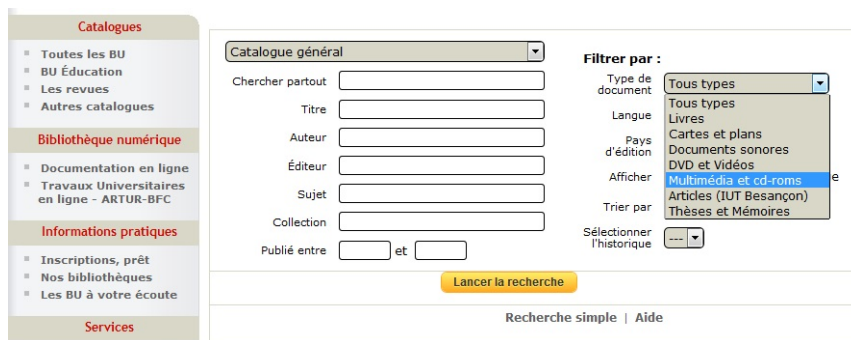 Catalogues
Toutes les BU
BU Éducation
Les revues
Autres catalogues
Bibliothèque numérique
Documentation en ligne
Travaux Universitaires
en ligne - ARTUR-BFC
Informations pratiques
Inscriptions, prêt
Nos bibliothèques
Les BU à votre écoute
Services
Catalogue général
Chercher partout
Titre
Auteur
Éditeur
Sujet
Collection
Publié entre et
Filtrer par :
Type de
document
Tous types
Tous types
Livres
Cartes et plans
Documents sonores
DVD et Vidéos
Multimédia et cd-roms
Articles (IUT Besançon)
Thèses et Mémoires
Langue
Pays
d'édition
Afficher
Trier par
Sélectionner
l'historique
---
Lancer la recherche
Recherche simple | Aide